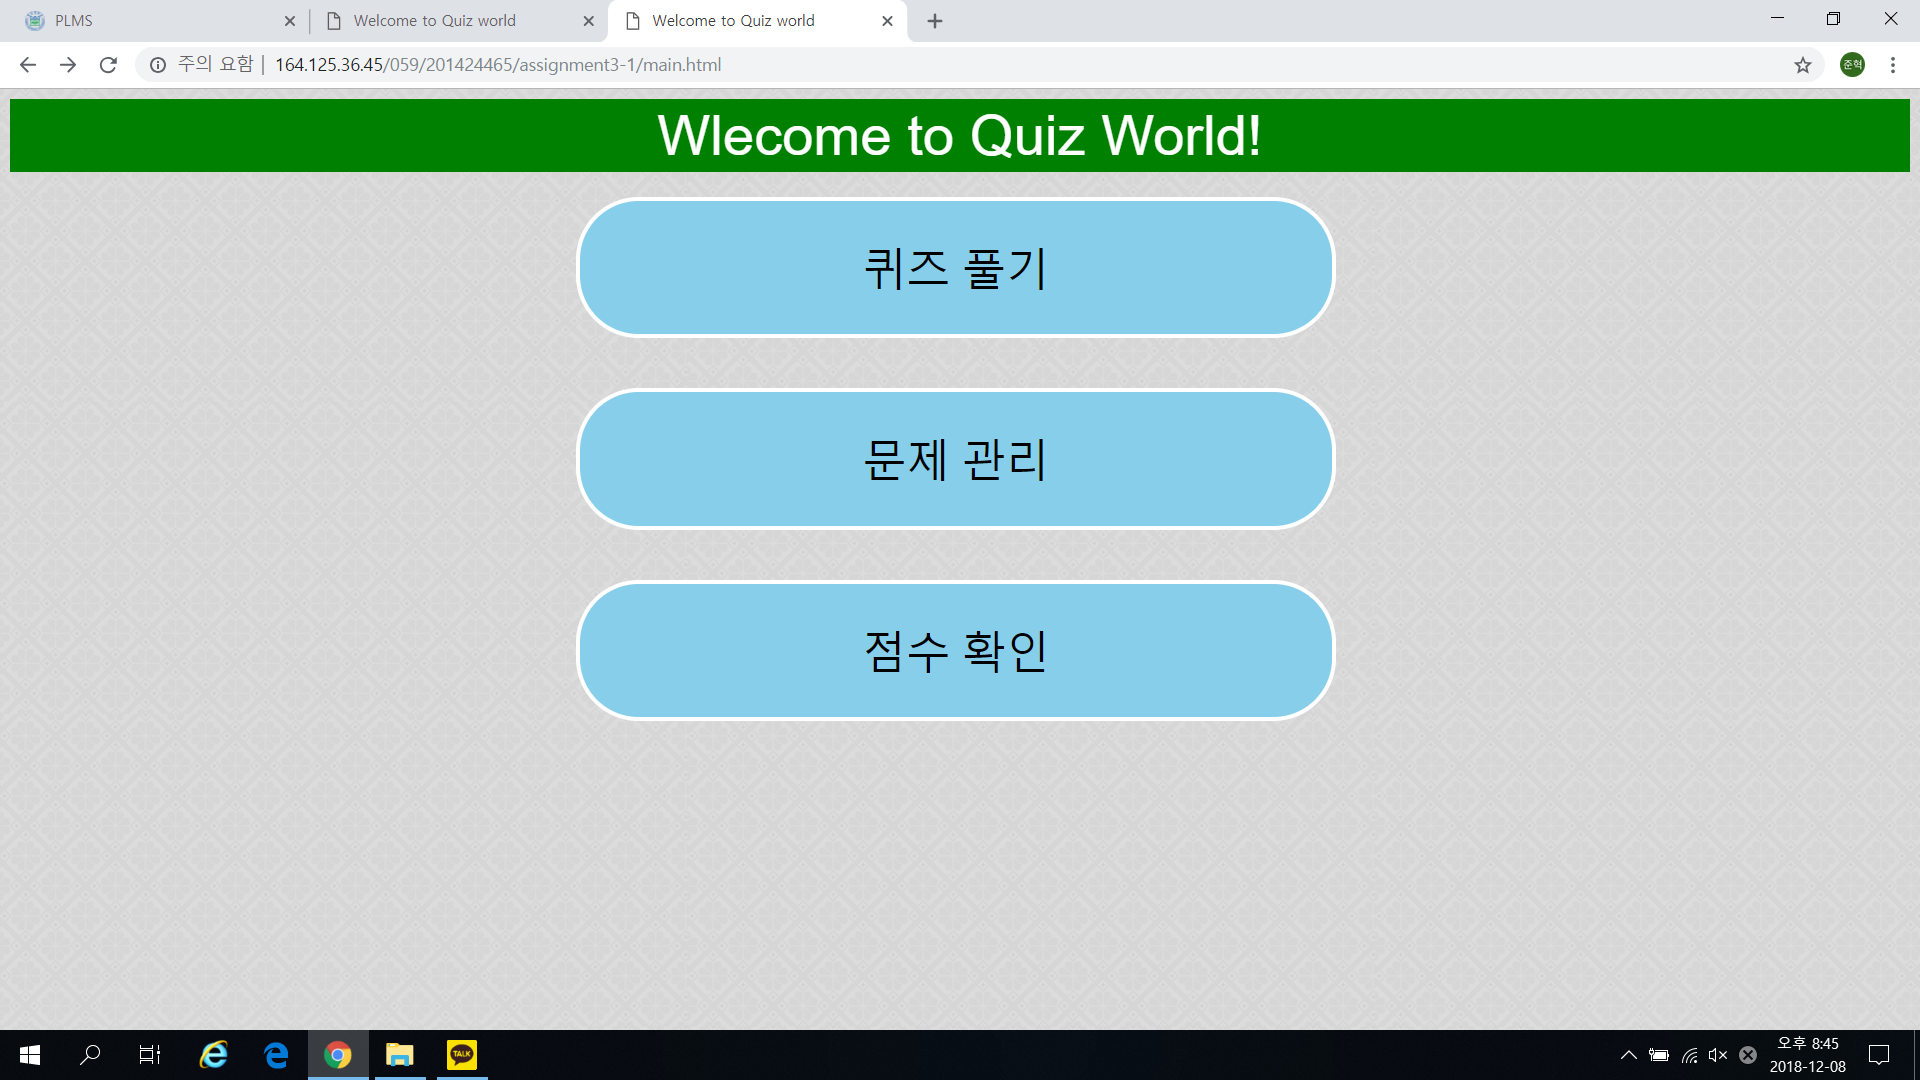 PLMS
Welcome to Quiz world
Welcome to Quiz world
주의 요함 | 164.125.36.45/059/201424465/assignment3-1/main.html
준혁
Wlecome to Quiz World!
퀴즈 풀기
문제 관리
점수 확인
TALK
오후 8:45
2018-12-08